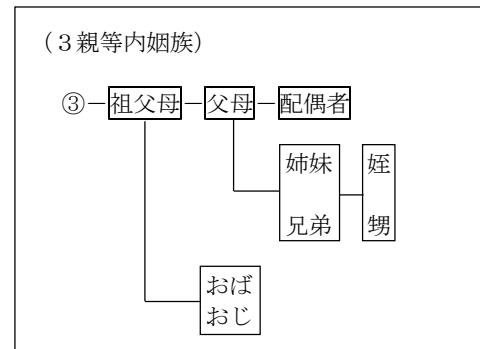 （３親等内姻族）
③－祖父母－父母－配偶者
姉妹 姪
兄弟 甥
おば
おじ